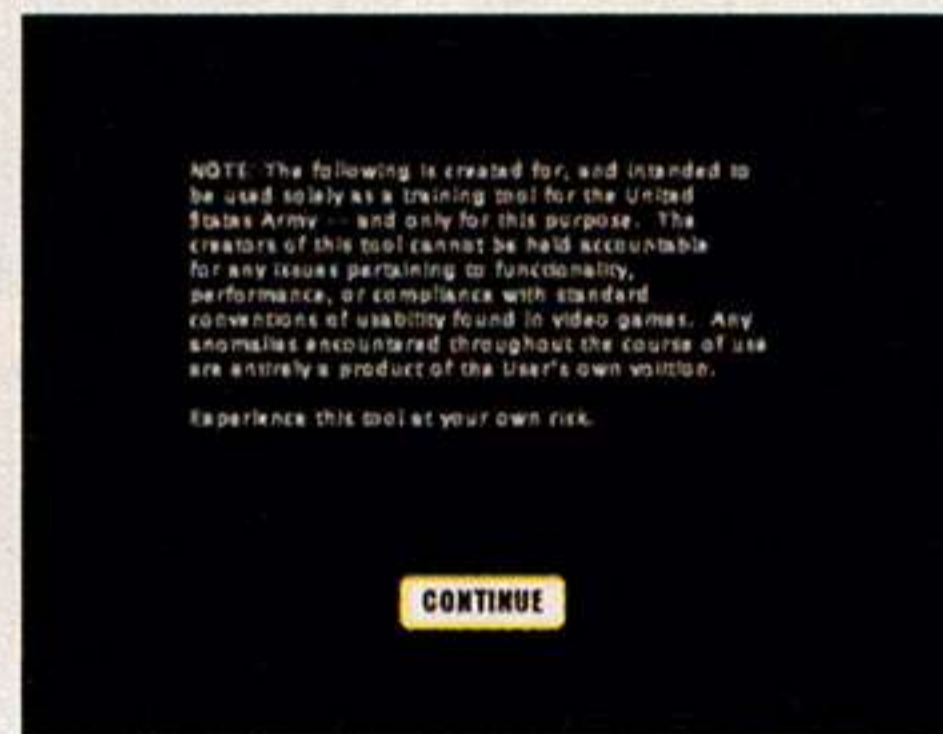 NOTE: The following is created for, and intended to
be used solely as a training tool for the United
States Army -- and only for this purpose.  The
creators of this tool cannot be held accountable
for any issues pertaining to functionality,
performance, or compliance with standard
conventions of usability found in video games.  Any
anomalies encountered throughout the course of use
are entirely a product of the User's own volition.

Experience this tool at your own risk.

CONTINUE